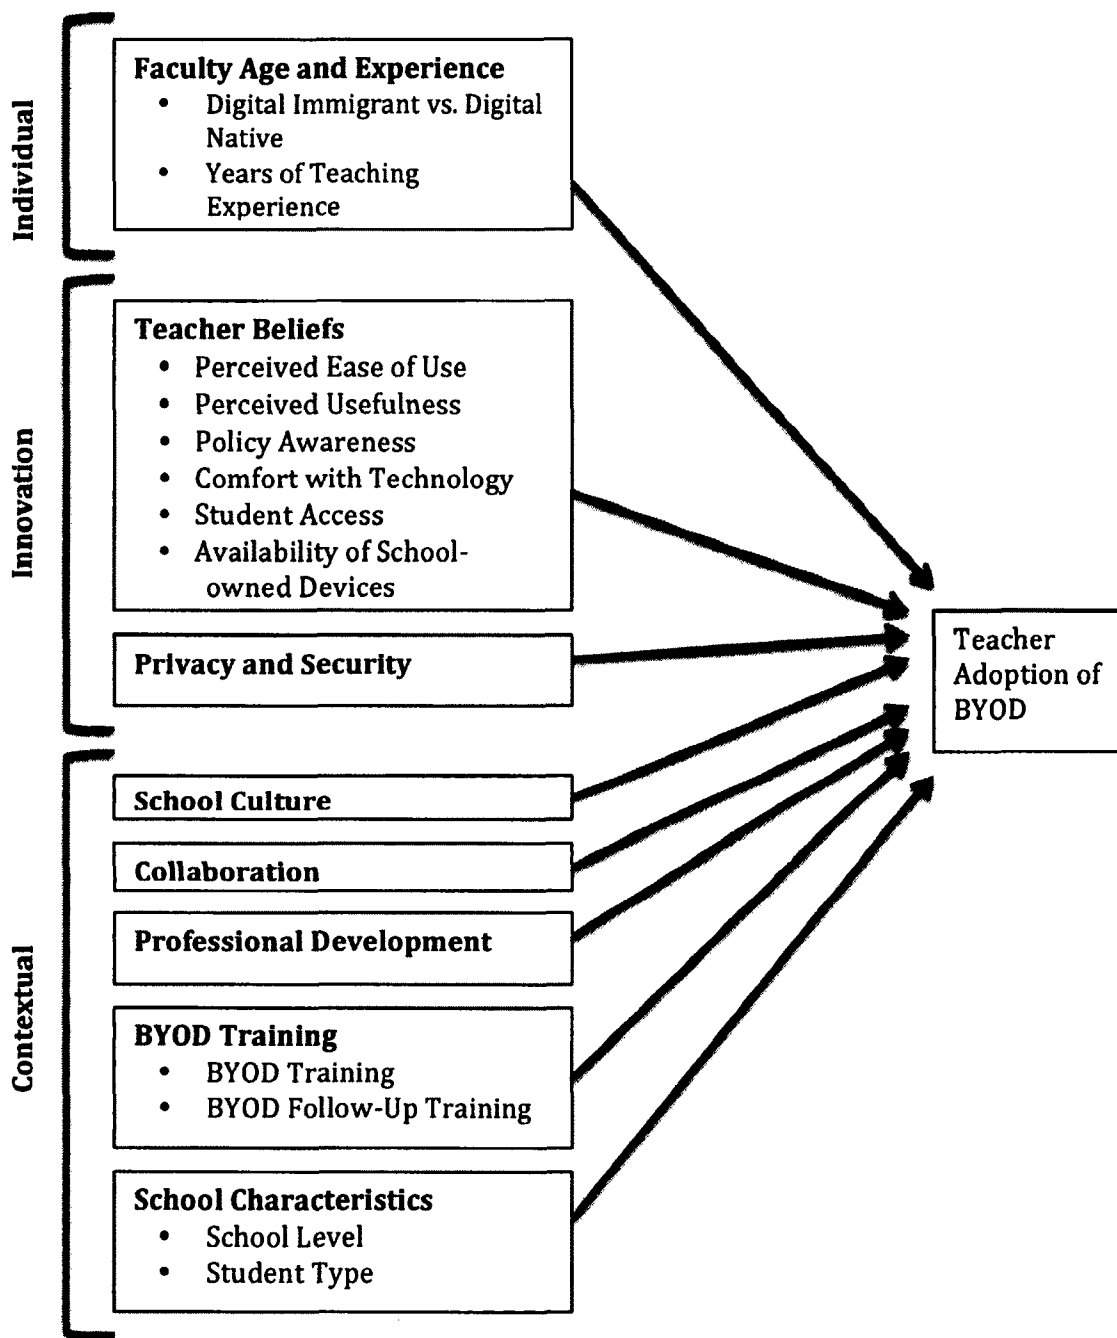 Individual
Faculty Age and Experience
• Digital Immigrant vs. Digital
Native
• Years of Teaching
Experience
Innovation
Teacher Beliefs
• Perceived Ease of Use
• Perceived Usefulness
• Policy Awareness
• Comfort with Technology
• Student Access
• Availability of School-
owned Devices
Privacy and Security
Contextual
School Culture
Collaboration
Professional Development
BYOD Training
• BYOD Training
• BYOD Follow-Up Training
School Characteristics
• School Level
• Student Type
Teacher
Adoption of
BYOD